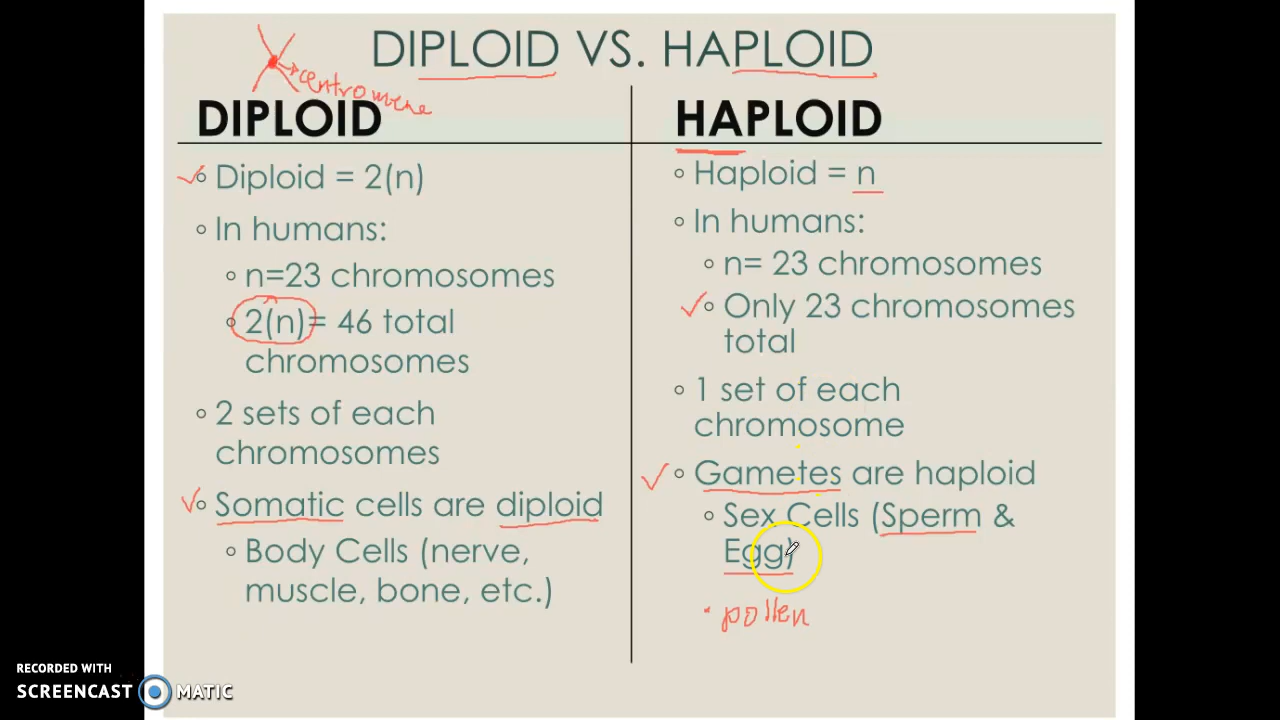 DIPLOID VS. HAPLOID
centromere
DIPLOID
◦ Diploid = 2(n)
◦ In humans:
◦ n=23 chromosomes
◦ 2(n)= 46 total
chromosomes
◦ 2 sets of each
chromosomes
◦ Somatic cells are diploid
◦ Body Cells (nerve,
muscle, bone, etc.)
HAPLOID
◦ Haploid = n
◦ In humans:
◦ n= 23 chromosomes
◦ Only 23 chromosomes
total
◦ 1 set of each
chromosome
◦ Gametes are haploid
◦ Sex Cells (Sperm &
Egg)
· pollen
RECORDED WITH
SCREENCAST MATIC